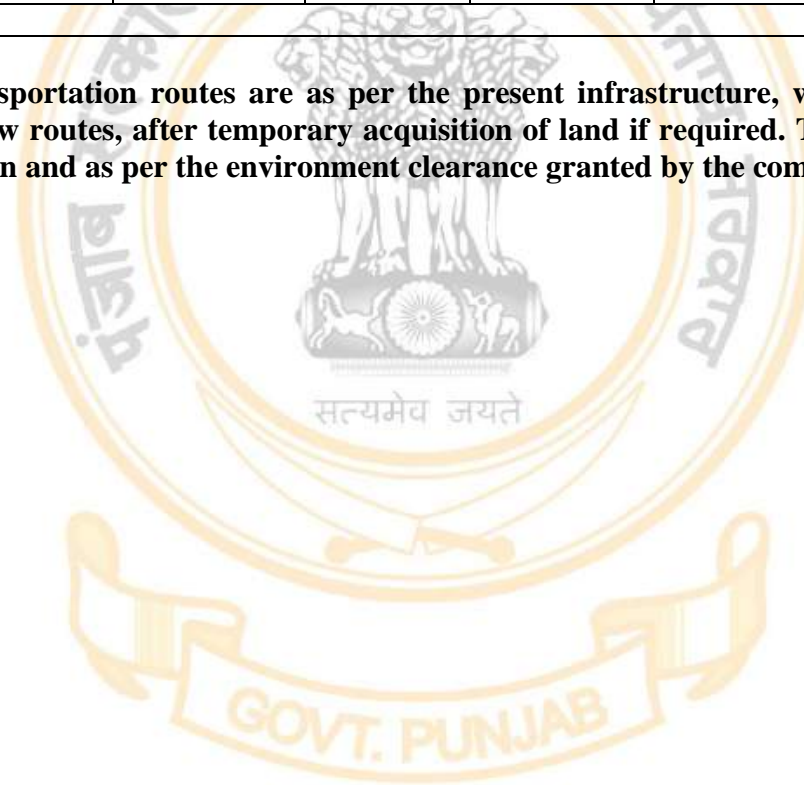 sportation routes are as per the present infrastructure,
w routes, after temporary acquisition of land if required.
n and as per the environment clearance granted by the com
पंजाब
सत्यमेव जयते
GOVT. PUNJAB